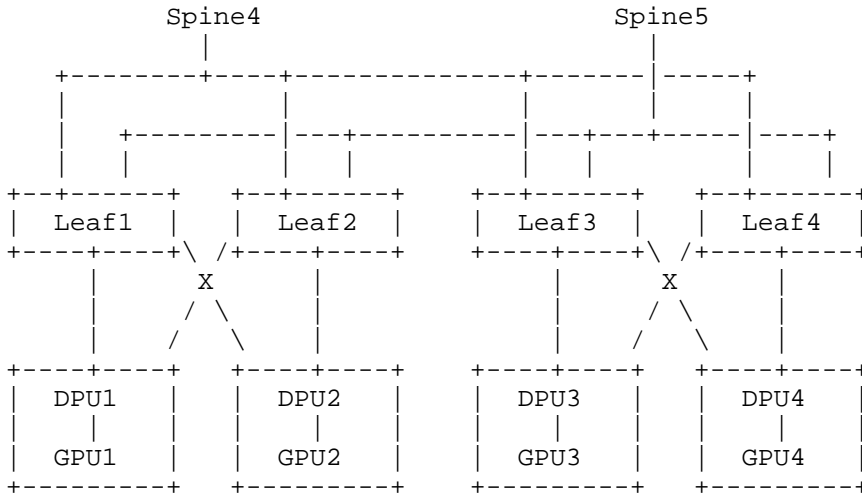 Spine4 Spine5
Leaf1 Leaf2 Leaf3 Leaf4
X X
DPU1 DPU2 DPU3 DPU4
GPU1 GPU2 GPU3 GPU4